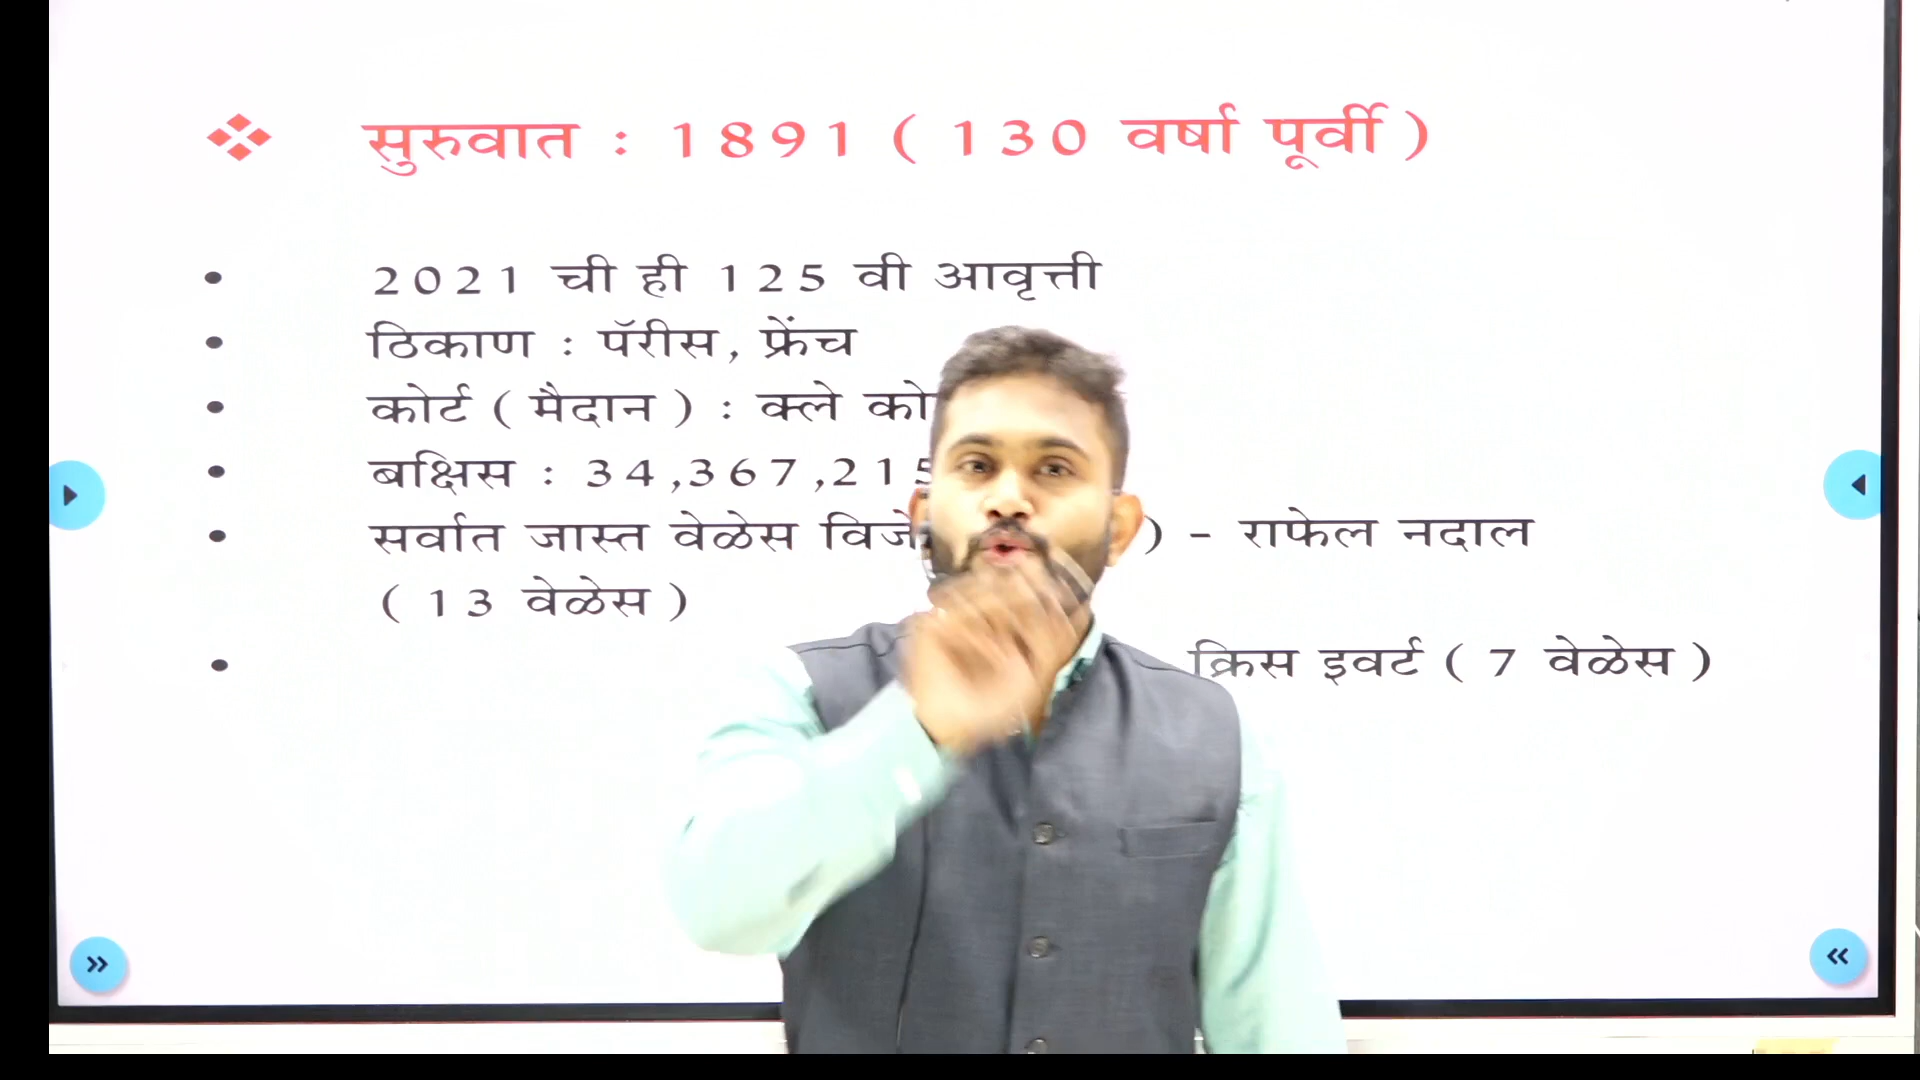 सुरुवात : 1891 ( 130 वर्षा पूर्वी )
2021 ची ही 125 वी आवृत्ती
ठिकाण : पॅरीस, फ्रेंच
कोर्ट ( मैदान ) : क्ले
बक्षिस : 34,367,215
सर्वात जास्त वेळेस ) - राफेल नदाल
( 13 वेळेस )
क्रिस इवर्ट ( 7 वेळेस )